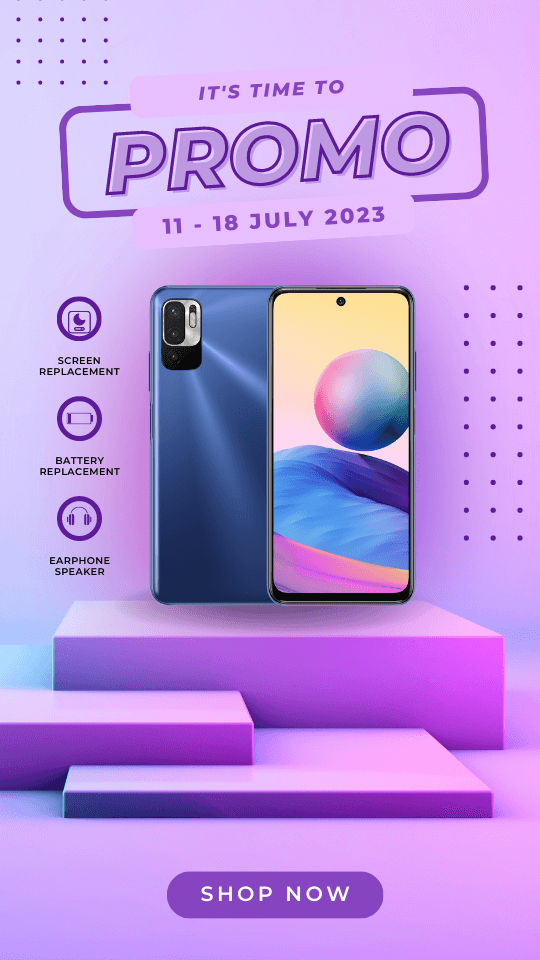 IT'S TIME TO
PROMO
11 - 18 JULY 2023
SCREEN
REPLACEMENT
BATTERY
REPLACEMENT
EARPHONE
SPEAKER
SHOP NOW